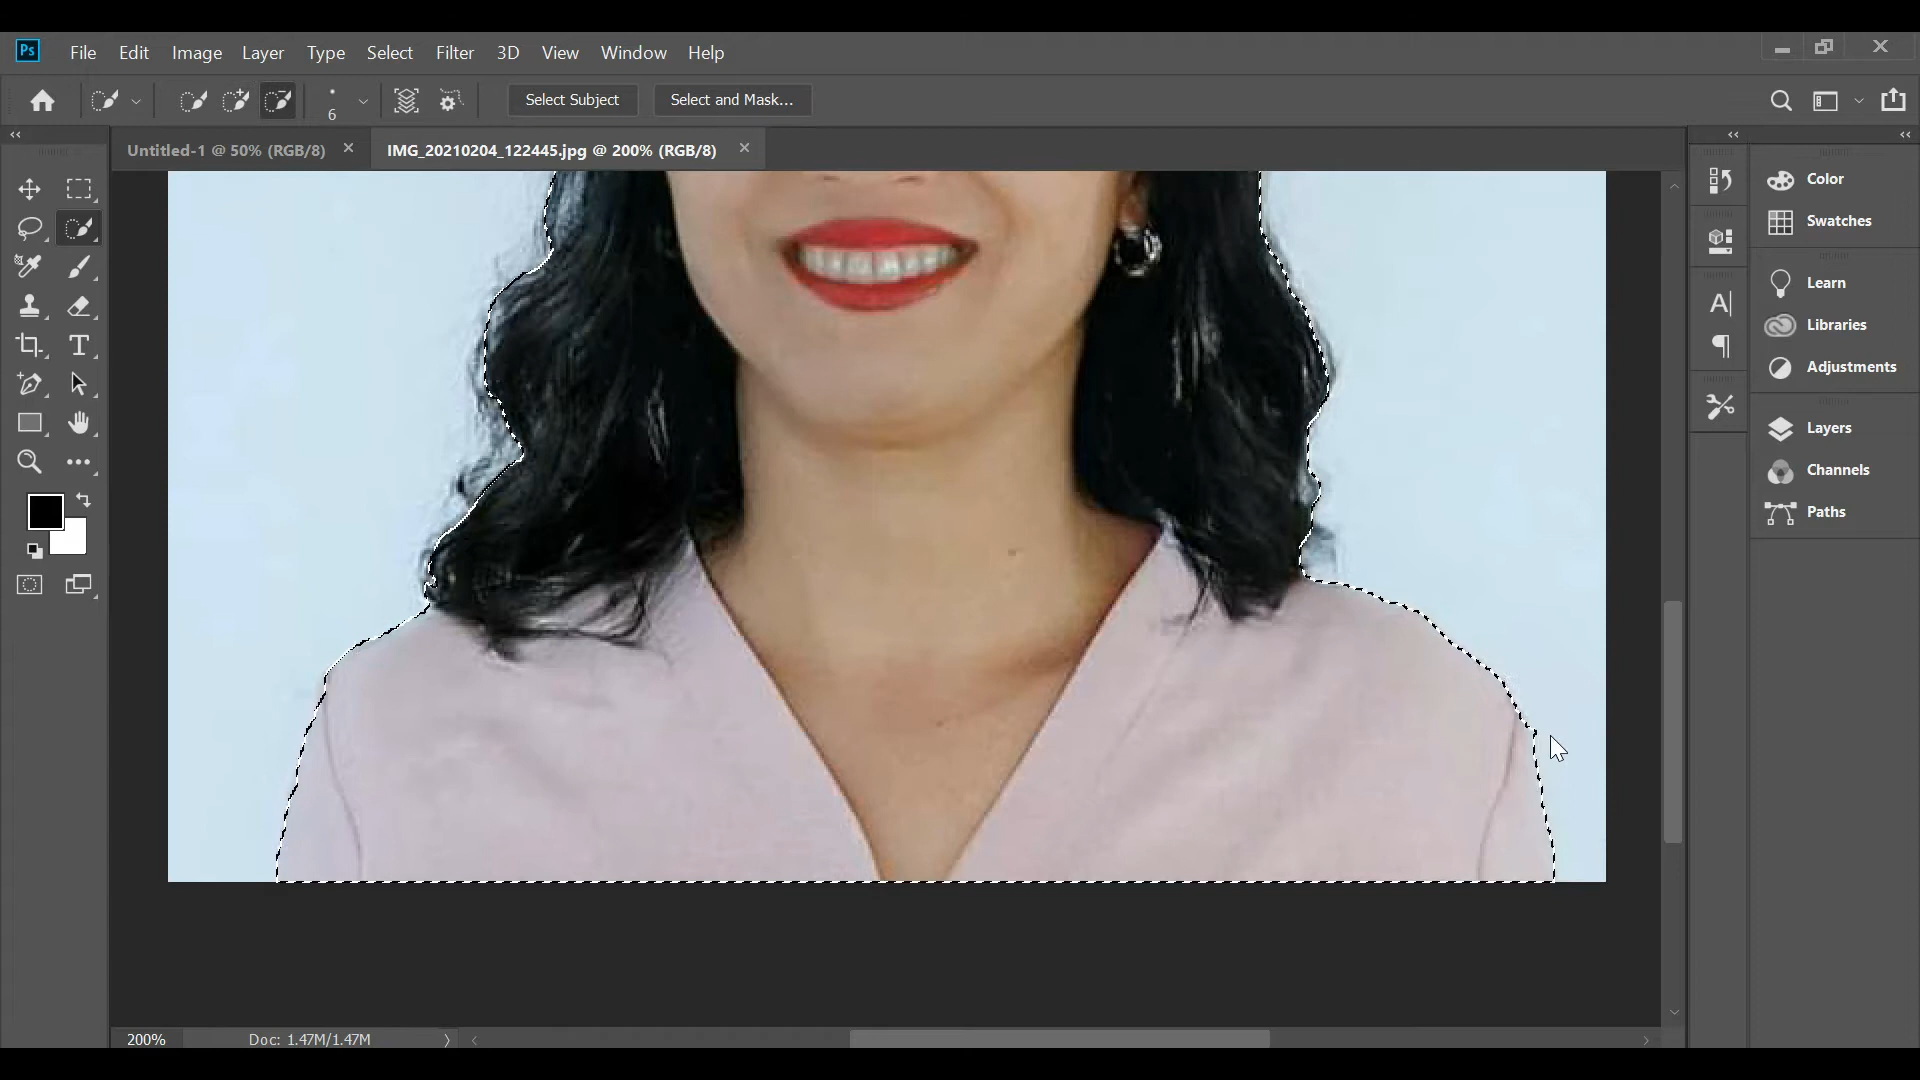 Ps File Edit Image Layer Type Select Filter 3D View Window Help
6 Select Subject Select and Mask...
Untitled-1 @ 50% (RGB/8) × IMG_20210204_122445.jpg @ 200% (RGB/8) ×
Color
Swatches
Learn
Libraries
Adjustments
Layers
Channels
Paths
200% Doc: 1.47M/1.47M